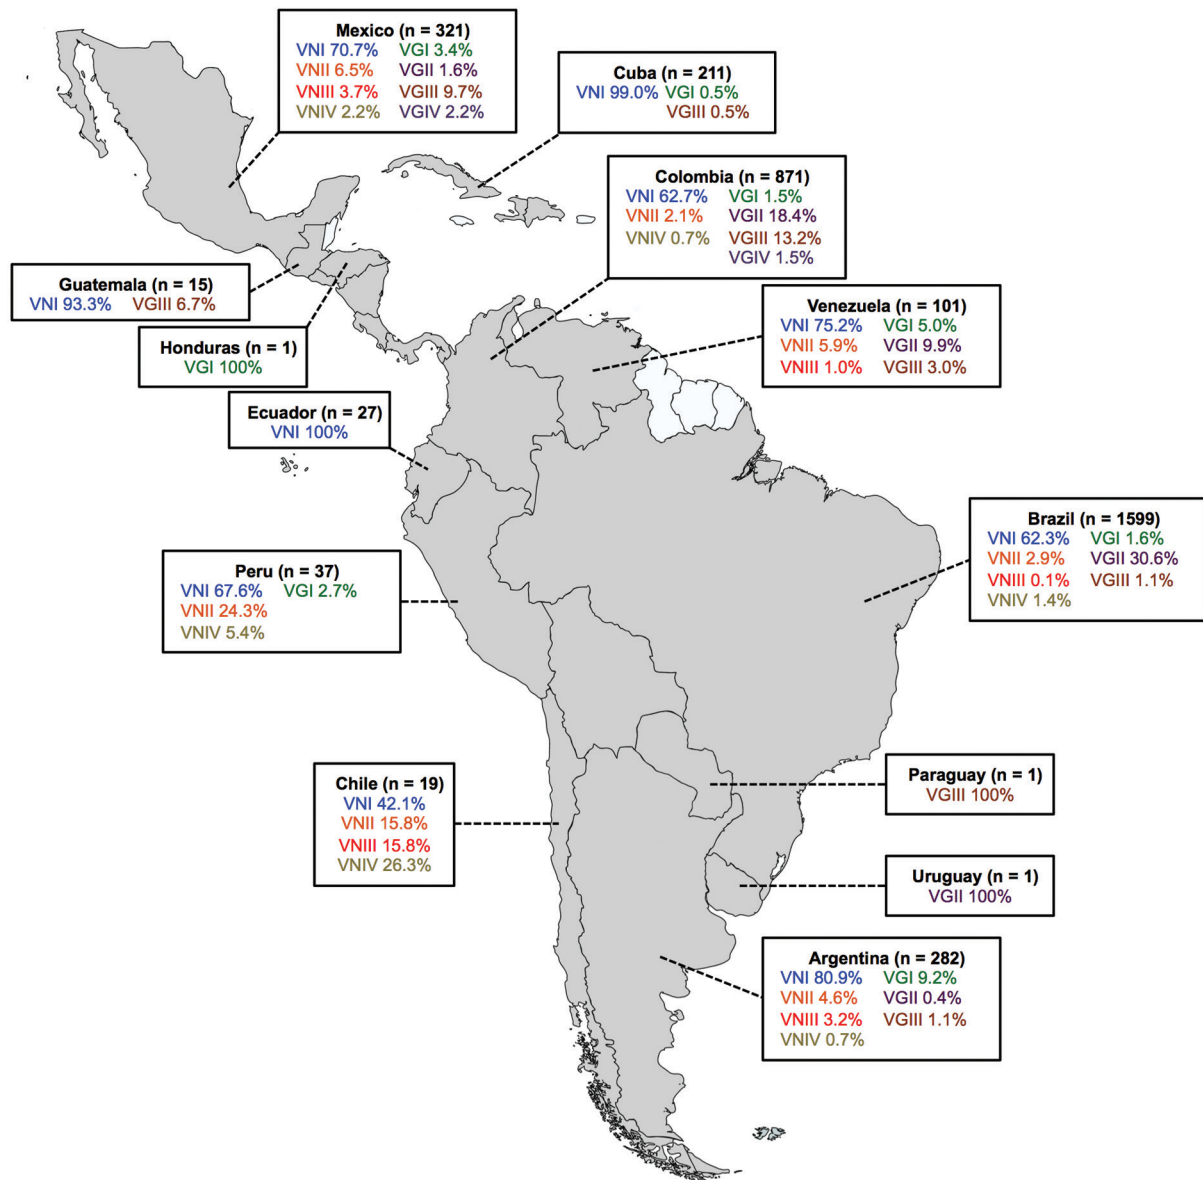 Mexico (n = 321)
VNI 70.7% VGI 3.4%
VNII 6.5% VGII 1.6%
VNIII 3.7% VGIII 9.7%
VNIV 2.2% VGIV 2.2%
Cuba (n = 211)
VNI 99.0% VGI 0.5%
VGIII 0.5%
Colombia (n = 871)
VNI 62.7% VGI 1.5%
VNII 2.1% VGII 18.4%
VNIV 0.7% VGIII 13.2%
VGIV 1.5%
Guatemala (n = 15)
VNI 93.3% VGIII 6.7%
Honduras (n = 1)
VGI 100%
Venezuela (n = 101)
VNI 75.2% VGI 5.0%
VNII 5.9% VGII 9.9%
VNIII 1.0% VGIII 3.0%
Ecuador (n = 27)
VNI 100%
Brazil (n = 1599)
VNI 62.3% VGI 1.6%
VNII 2.9% VGII 30.6%
VNIII 0.1% VGIII 1.1%
VNIV 1.4%
Peru (n = 37)
VNI 67.6% VGI 2.7%
VNII 24.3%
VNIV 5.4%
Chile (n = 19)
VNI 42.1%
VNII 15.8%
VNIII 15.8%
VNIV 26.3%
Paraguay (n = 1)
VGIII 100%
Uruguay (n = 1)
VGII 100%
Argentina (n = 282)
VNI 80.9% VGI 9.2%
VNII 4.6% VGII 0.4%
VNIII 3.2% VGIII 1.1%
VNIV 0.7%